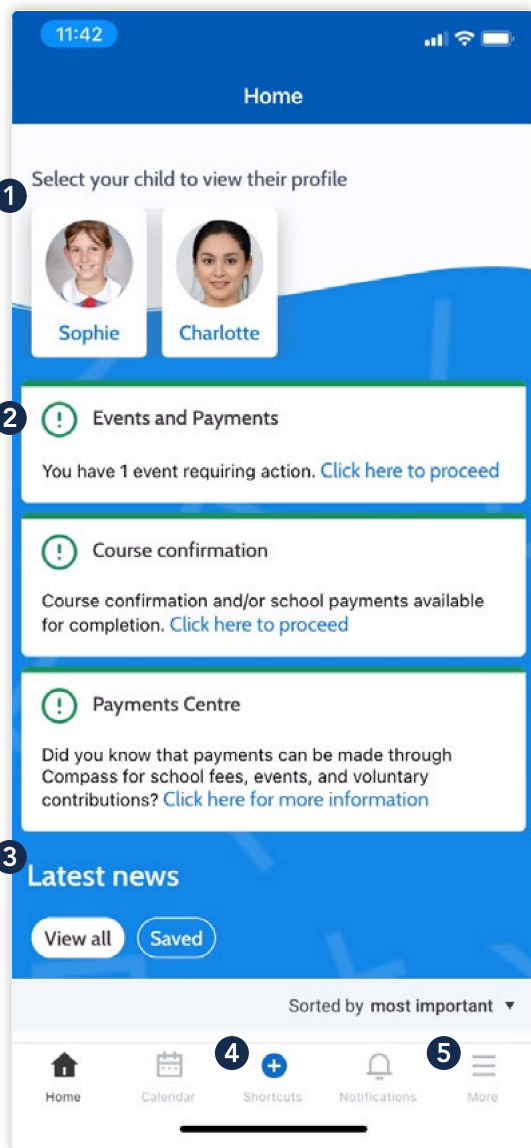 11:42
Home
1
Select your child to view their profile
Sophie
Charlotte
2
Events and Payments
You have 1 event requiring action. Click here to proceed
Course confirmation
Course confirmation and/or school payments available
for completion. Click here to proceed
Payments Centre
Did you know that payments can be made through
Compass for school fees, events, and voluntary
contributions? Click here for more information
3
Latest news
View all
Saved
Sorted by most important
4
5
Home
Calendar
Shortcuts
Notifications
More